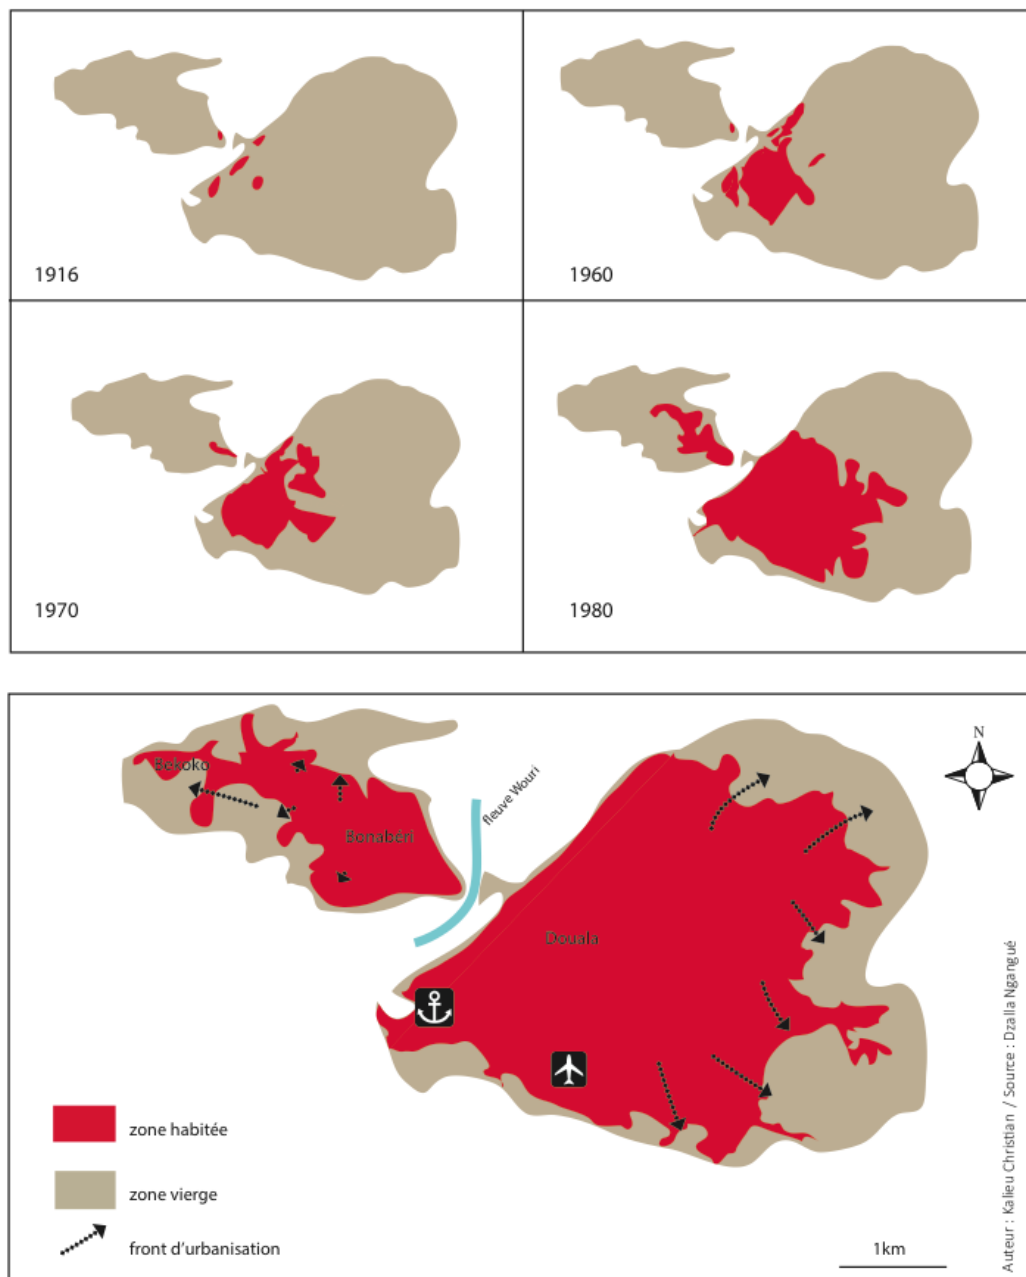 1916
1960
1970
1980
N
Bekoko
fleuve Wouri
Bonabéri
Douala
zone habitée
zone vierge
front d'urbanisation
1km
Auteur : Kalieu Christian / Source : Dzalla Ngangué